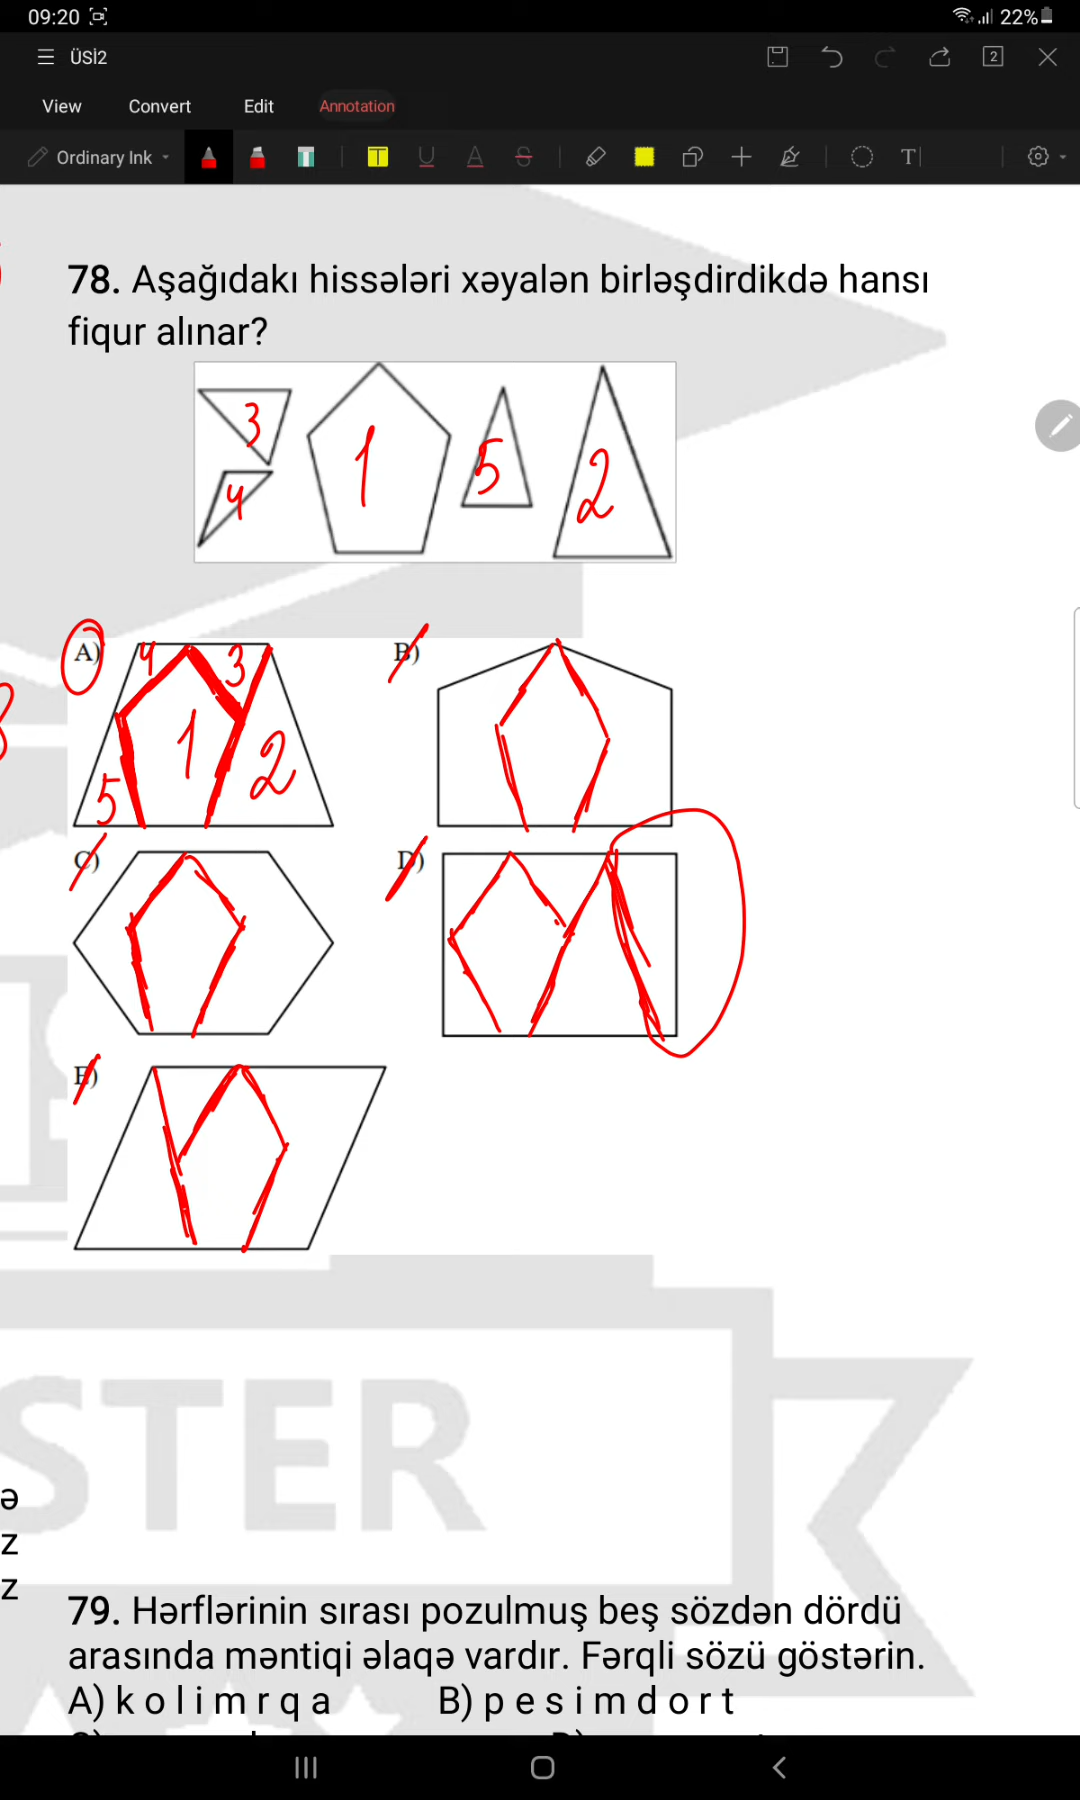 09:20 22%
ÜSİ2 2
View Convert Edit Annotation
Ordinary Ink T U A S T
78. Aşağıdakı hissələri xəyalən birləşdirdikdə hansı
fiqur alınar?
3 1 5 2
4
A) 4 3 1 2 5
B)
C)
D)
E)
STER
ə
z
z
79. Hərflərinin sırası pozulmuş beş sözdən dördü
arasında məntiqi əlaqə vardır. Fərqli sözü göstərin.
A) k o l i m r q a B) p e s i m d o r t